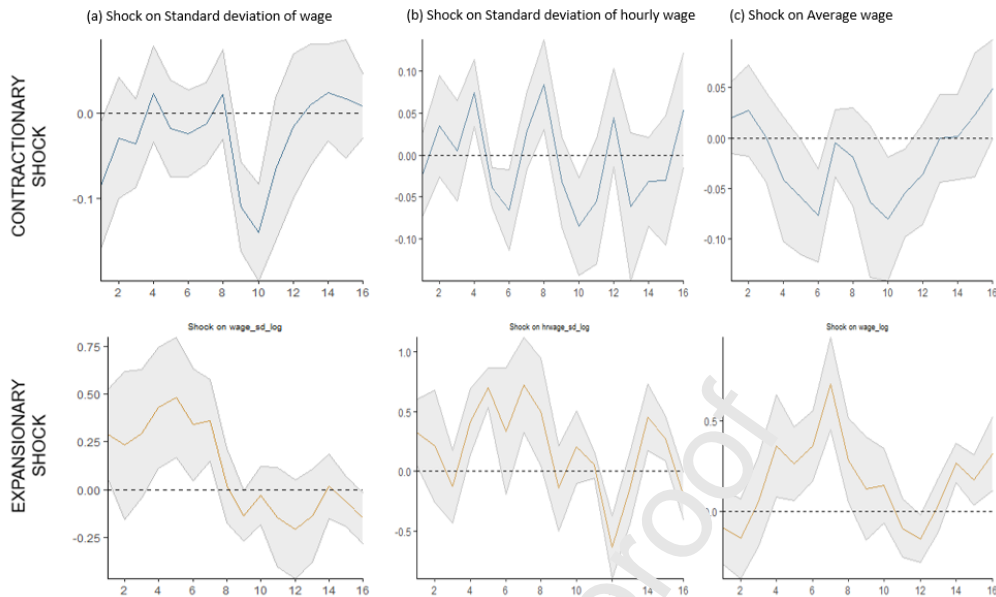 (a) Shock on Standard deviation of wage
(b) Shock on Standard deviation of hourly wage
(c) Shock on Average wage
CONTRACTIONARY
SHOCK
0.0
-0.1
2 4 6 8 10 12 14 16
0.10
0.05
0.00
-0.05
-0.10
2 4 6 8 10 12 14 16
0.05
0.00
-0.05
-0.10
2 4 6 8 10 12 14 16
EXPANSIONARY
SHOCK
Shock on wage_sd_log
0.75
0.50
0.25
0.00
-0.25
2 4 6 8 10 12 14 16
Shock on hrwage_sd_log
1.0
0.5
0.0
-0.5
2 4 6 8 10 12 14 16
Shock on wage_log
0.5
0.0
2 4 6 8 10 12 14 16
proof